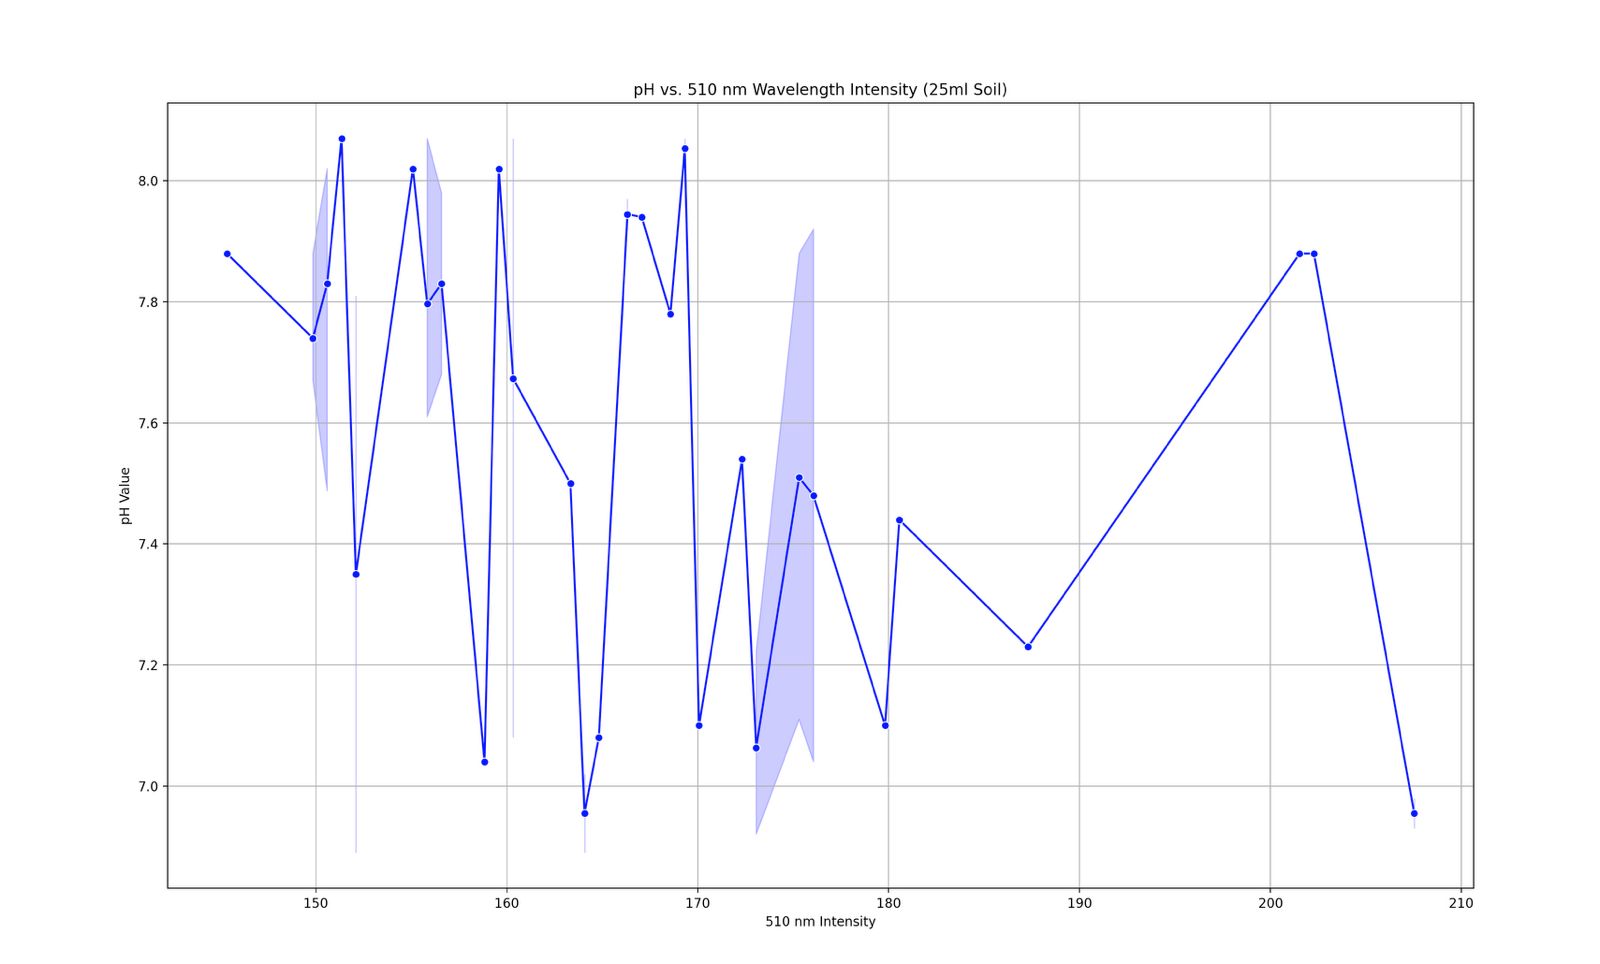 pH vs. 510 nm Wavelength Intensity (25ml Soil)
pH Value
8.0
7.8
7.6
7.4
7.2
7.0
150 160 170 180 190 200 210
510 nm Intensity